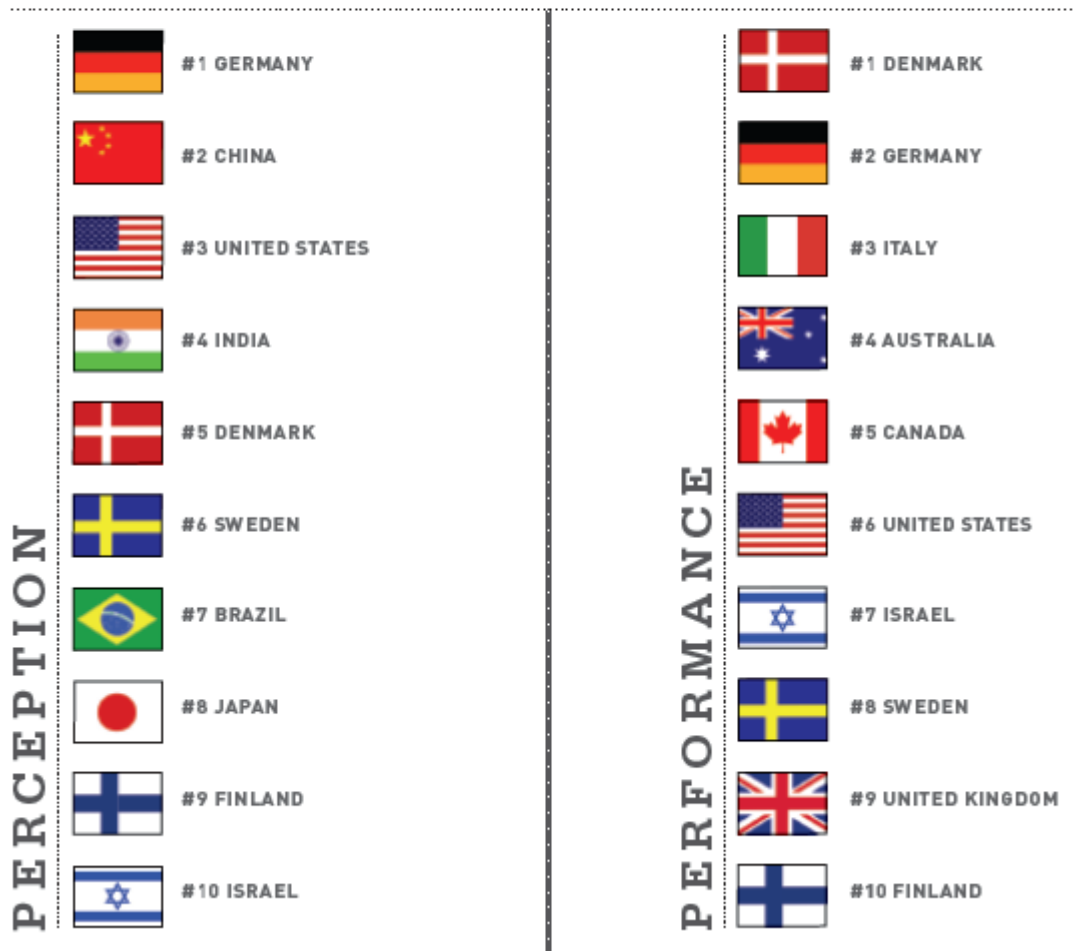 PERCEPTION
#1 GERMANY
#2 CHINA
#3 UNITED STATES
#4 INDIA
#5 DENMARK
#6 SWEDEN
#7 BRAZIL
#8 JAPAN
#9 FINLAND
#10 ISRAEL
PERFORMANCE
#1 DENMARK
#2 GERMANY
#3 ITALY
#4 AUSTRALIA
#5 CANADA
#6 UNITED STATES
#7 ISRAEL
#8 SWEDEN
#9 UNITED KINGDOM
#10 FINLAND